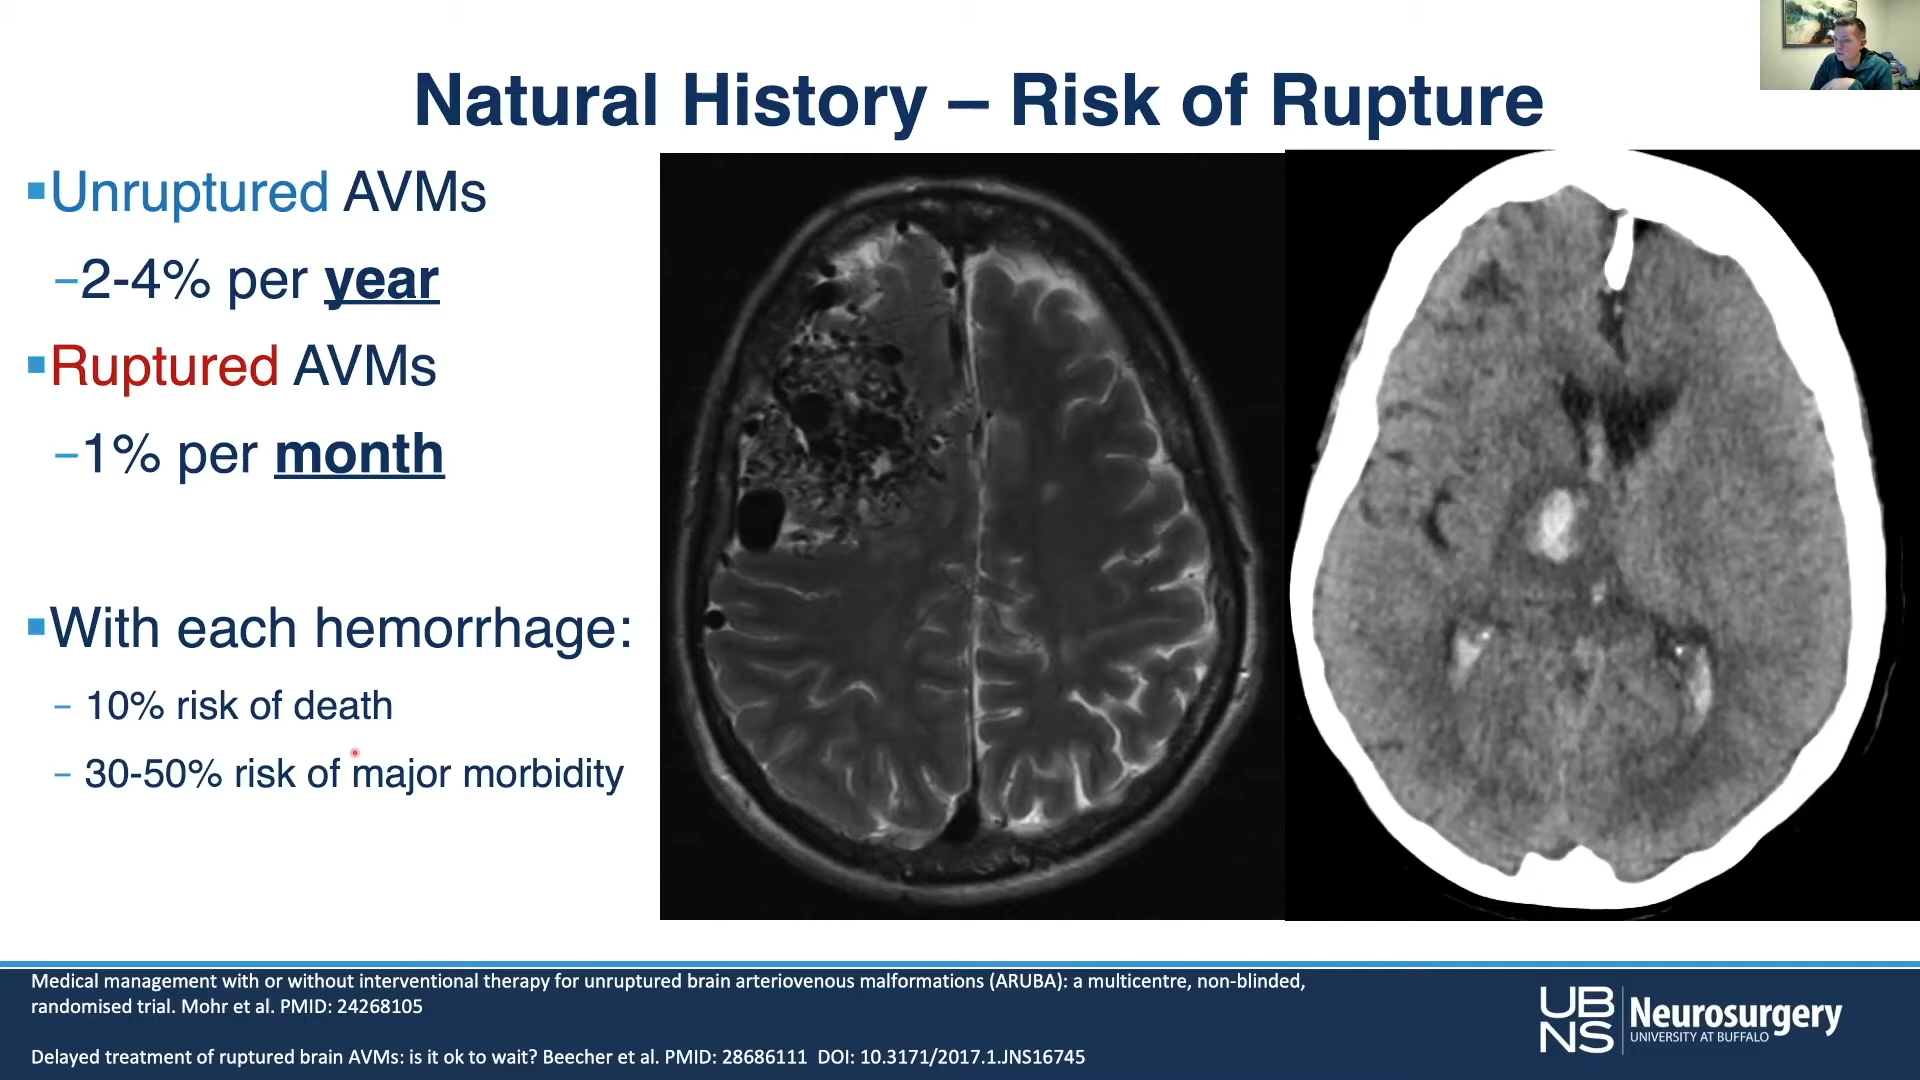 Natural History – Risk of Rupture
▪Unruptured AVMs
–2-4% per year
▪Ruptured AVMs
–1% per month
▪With each hemorrhage:
– 10% risk of death
– 30-50% risk of major morbidity
Medical management with or without interventional therapy for unruptured brain arteriovenous malformations (ARUBA): a multicentre, non-blinded,
randomised trial. Mohr et al. PMID: 24268105
Delayed treatment of ruptured brain AVMs: is it ok to wait? Beecher et al. PMID: 28686111 DOI: 10.3171/2017.1.JNS16745
UB
NS
Neurosurgery
UNIVERSITY AT BUFFALO